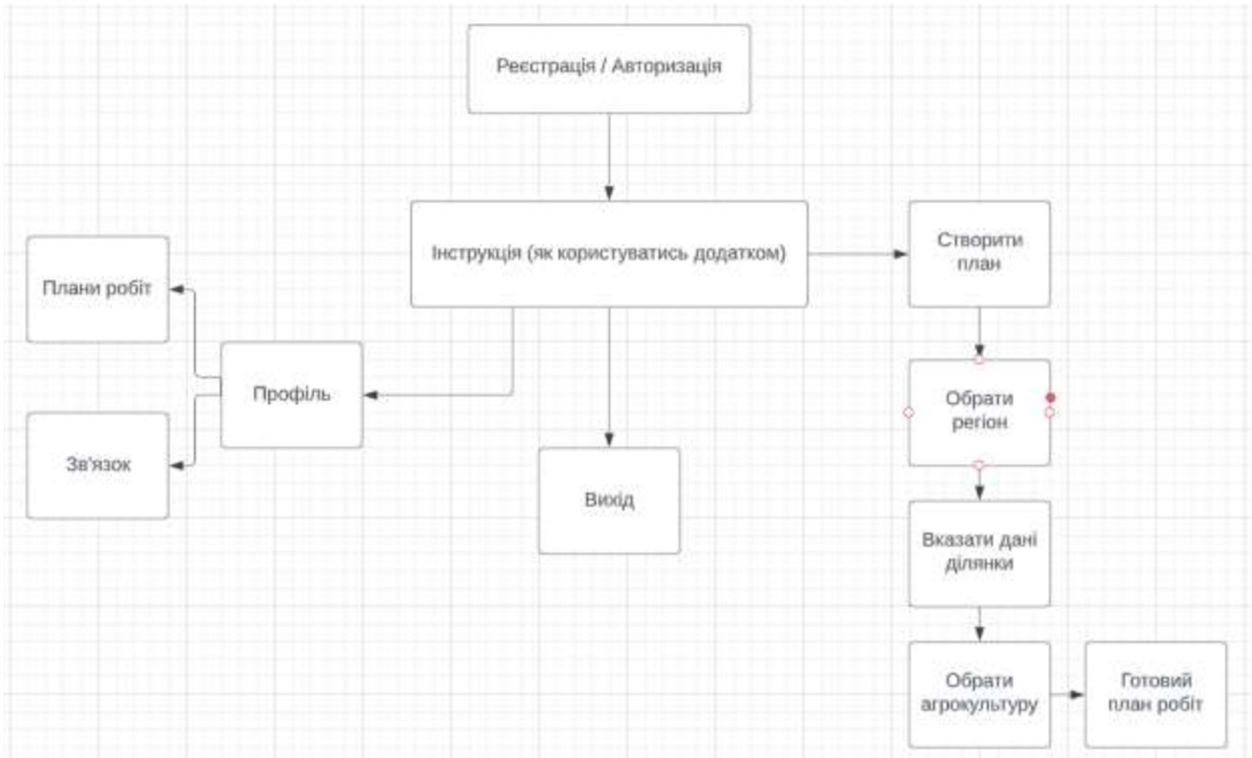 Реєстрація / Авторизація
Інструкція (як користуватись додатком)
Створити
план
Плани робіт
Профіль
Обрати
регіон
Зв'язок
Вихід
Вказати дані
ділянки
Обрати
агрокультуру
Готовий
план робіт